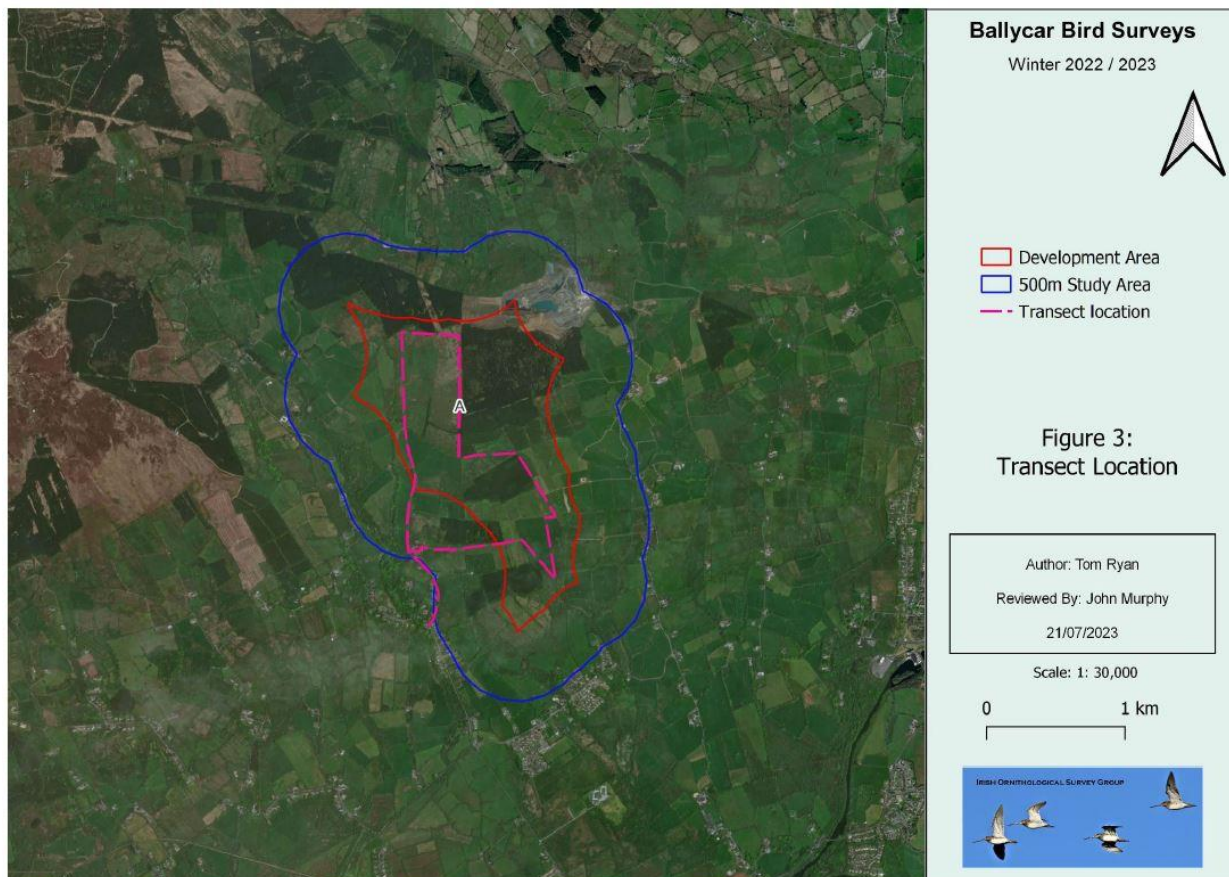 Ballycar Bird Surveys
Winter 2022 / 2023
Development Area
500m Study Area
Transect location
A
Figure 3:
Transect Location
Author: Tom Ryan
Reviewed By: John Murphy
21/07/2023
Scale: 1: 30,000
0 1 km
IRISH ORNITHOLOGICAL SURVEY GROUP